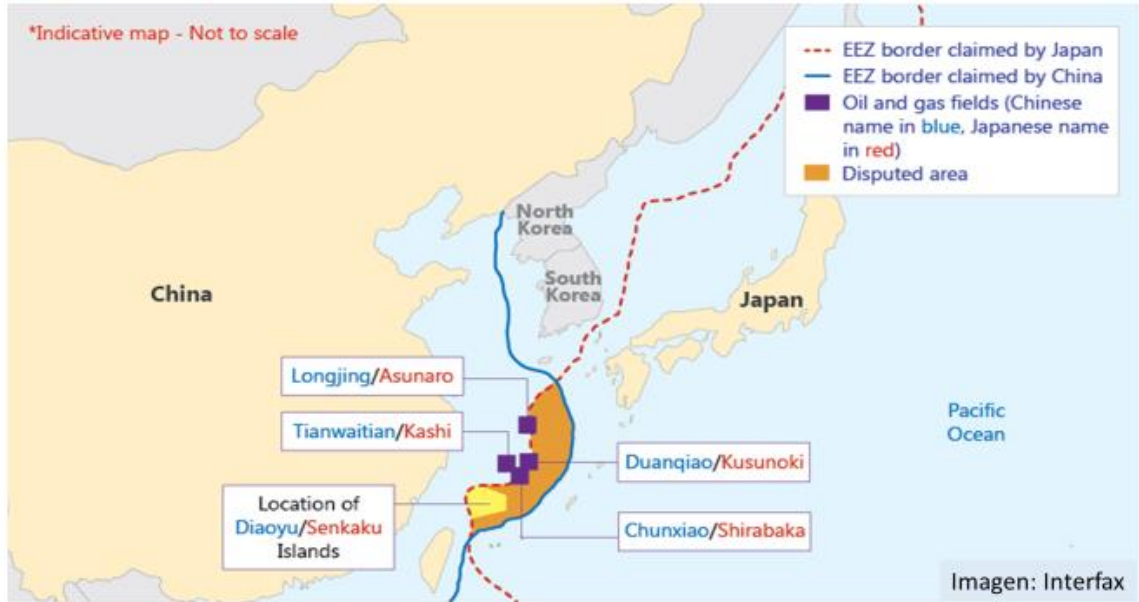 *Indicative map - Not to scale
EEZ border claimed by Japan
EEZ border claimed by China
Oil and gas fields (Chinese
name in blue, Japanese name
in red)
Disputed area
North
Korea
South
Korea
China
Japan
Longjing/Asunaro
Tianwaitian/Kashi
Location of
Diaoyu/Senkaku
Islands
Duanqiao/Kusunoki
Chunxiao/Shirabaka
Pacific
Ocean
Imagen: Interfax